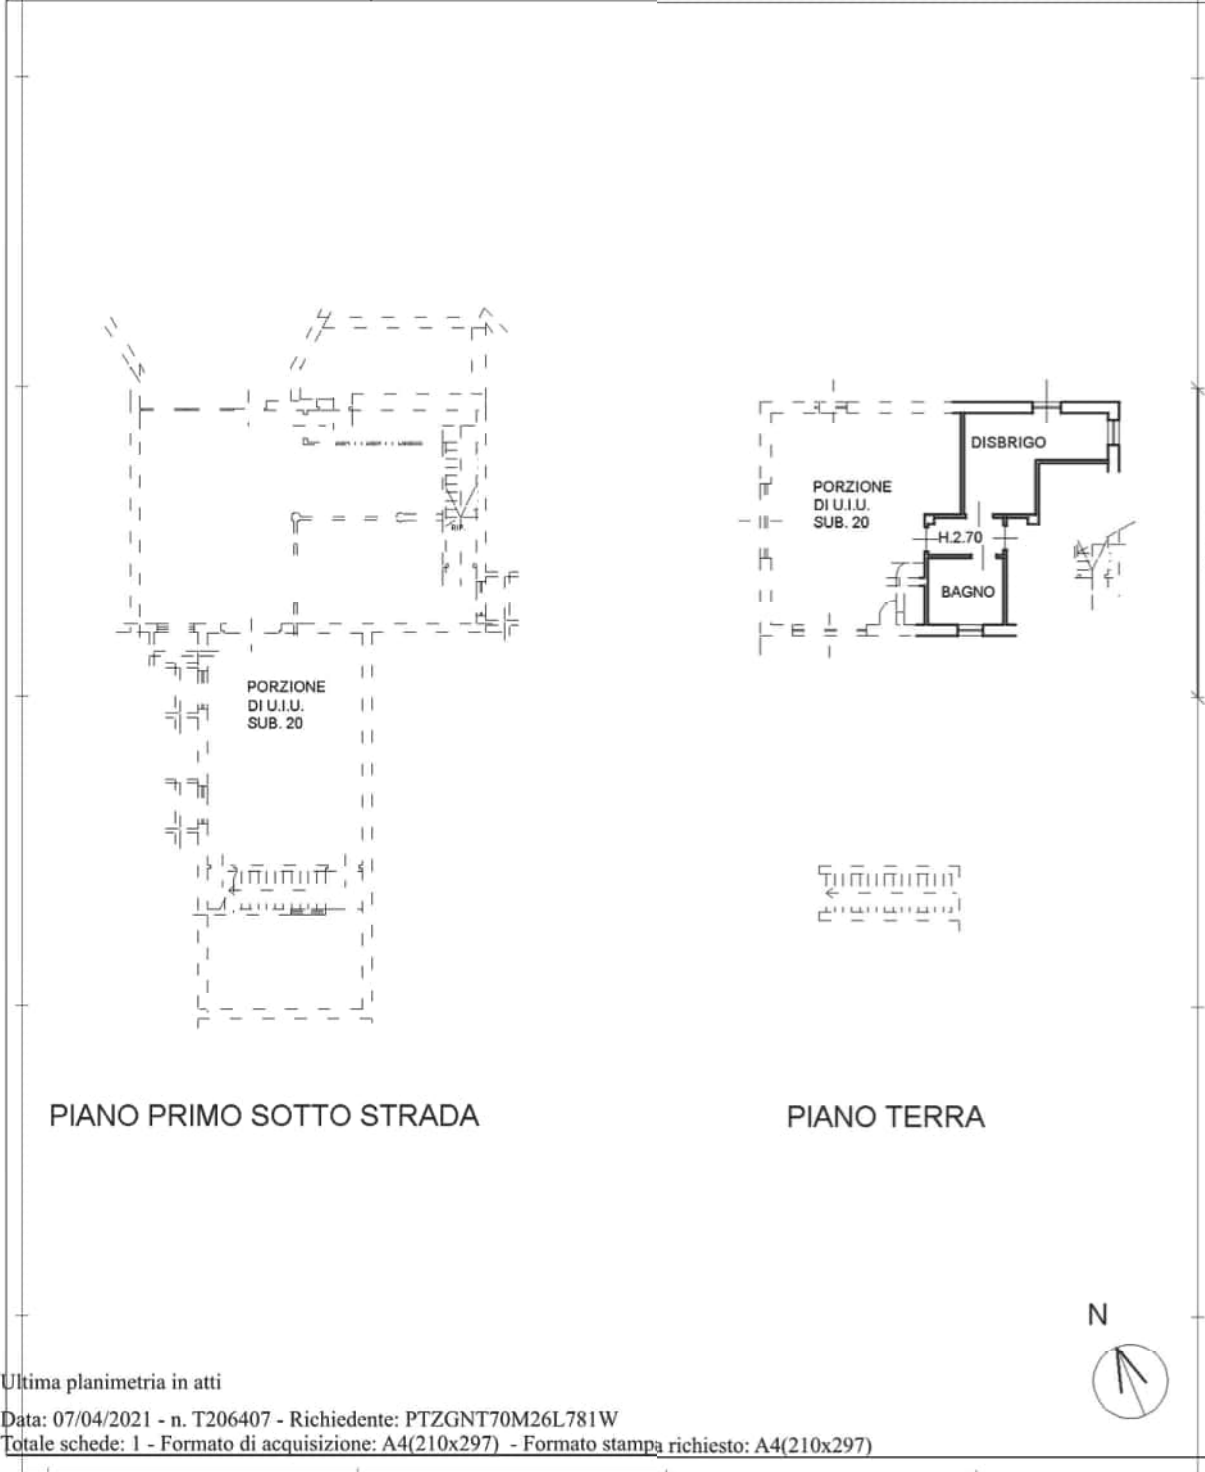 DISBRIGO
PORZIONE
DI U.I.U.
SUB. 20
H.2.70
RIP.
BAGNO
PORZIONE
DI U.I.U.
SUB. 20
PIANO PRIMO SOTTO STRADA
PIANO TERRA
N
Ultima planimetria in atti
Data: 07/04/2021 - n. T206407 - Richiedente: PTZGNT70M26L781W
Totale schede: 1 - Formato di acquisizione: A4(210x297) - Formato stampa richiesto: A4(210x297)